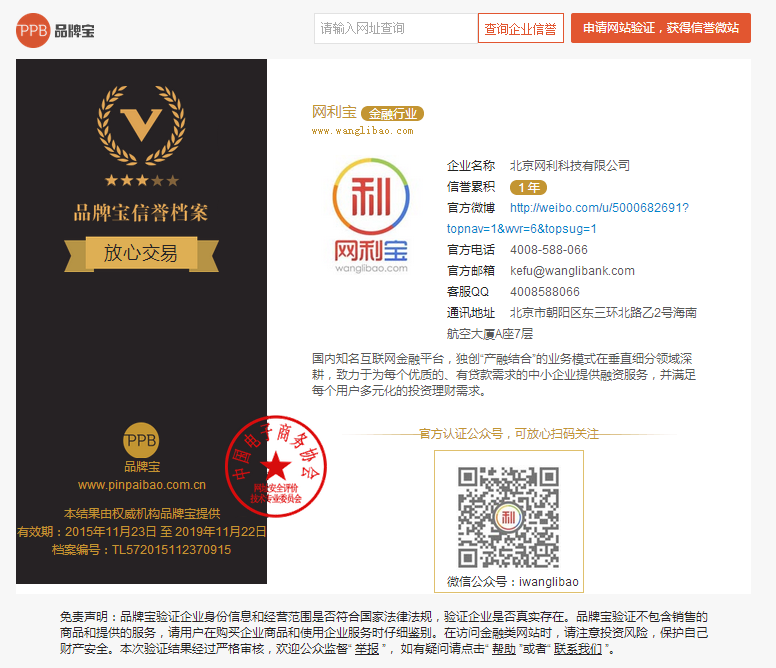 PPB 品牌宝
请输入网址查询
查询企业信誉
申请网站验证，获得信誉微站
V
品牌宝信誉档案
放心交易
PPB
品牌宝
www.pinpaibao.com.cn
本结果由权威机构品牌宝提供
有效期：2015年11月23日 至 2019年11月22日
档案编号：TL572015112370915
中国电子商务协会
网站安全评价
技术专业委员会
网利宝 金融行业
www.wanglibao.com
利
网利宝
wanglibao.com
企业名称 北京网利科技有限公司
信誉累积 1 年
官方微博 http://weibo.com/u/5000682691?
topnav=1&wvr=6&topsug=1
官方电话 4008-588-066
官方邮箱 kefu@wanglibank.com
客服QQ 4008588066
通讯地址 北京市朝阳区东三环北路乙2号海南
航空大厦A座7层
国内知名互联网金融平台，独创“产融结合”的业务模式在垂直细分领域深
耕，致力于为每个优质的、有贷款需求的中小企业提供融资服务，并满足
每个用户多元化的投资理财需求。
官方认证公众号，可放心扫码关注
利
微信公众号：iwanglibao
免责声明：品牌宝验证企业身份信息和经营范围是否符合国家法律法规，验证企业是否真实存在。品牌宝验证不包含销售的
商品和提供的服务，请用户在购买企业商品和使用企业服务时仔细鉴别。在访问金融类网站时，请注意投资风险，保护自己
财产安全。本次验证结果经过严格审核，欢迎公众监督“ 举报 ”， 如有疑问请点击“ 帮助 ”或者“ 联系我们 ”。